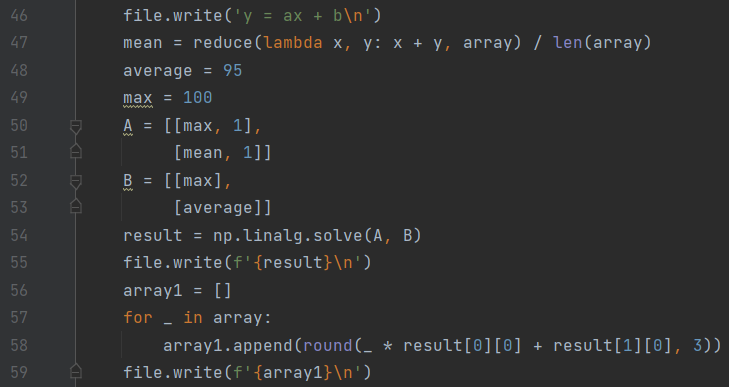 46 file.write('y = ax + b\n')
47 mean = reduce(lambda x, y: x + y, array) / len(array)
48 average = 95
49 max = 100
50 A = [[max, 1],
51 [mean, 1]]
52 B = [[max],
53 [average]]
54 result = np.linalg.solve(A, B)
55 file.write(f'{result}\n')
56 array1 = []
57 for _ in array:
58 array1.append(round(_ * result[0][0] + result[1][0], 3))
59 file.write(f'{array1}\n')